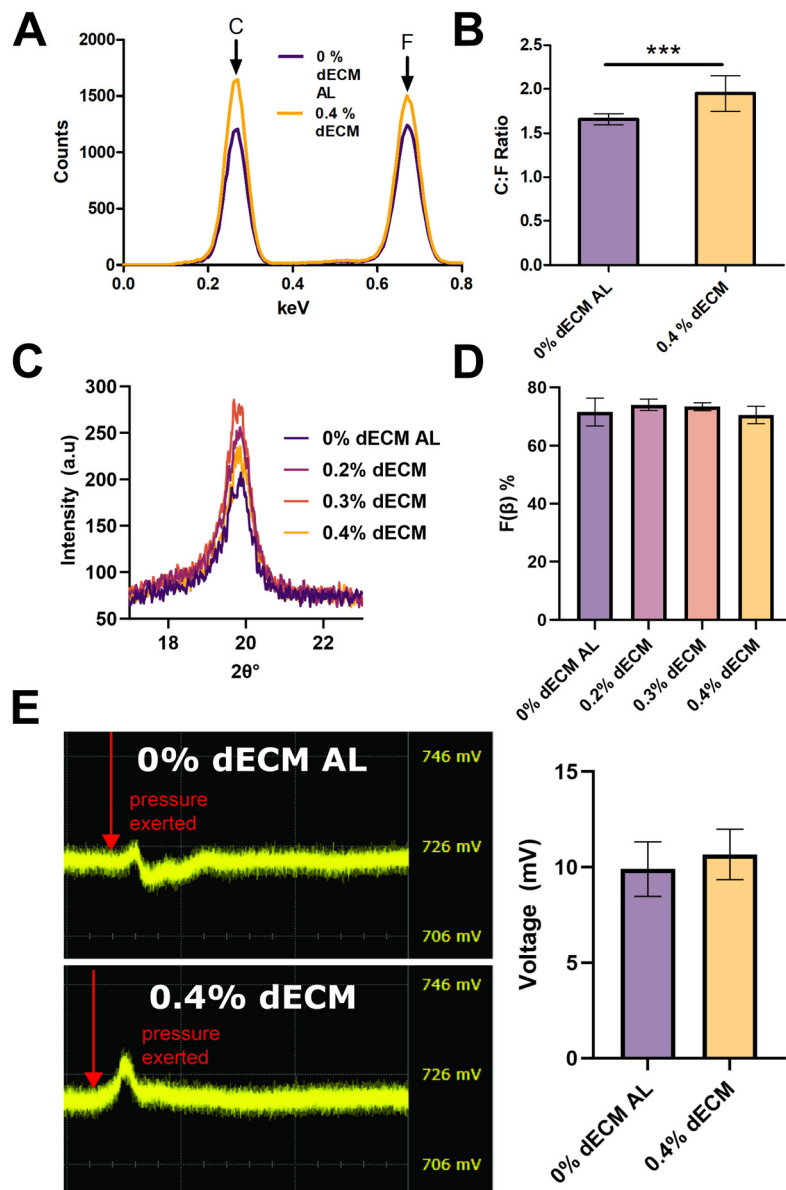 A
C
F
2000
1500
1000
500
0
Counts
0.0
0.2
0.4
0.6
0.8
keV
0 %
dECM
AL
0.4 %
dECM
B
***
2.5
2.0
1.5
1.0
0.5
0.0
C:F Ratio
0% dECM AL
0.4 % dECM
C
300
250
200
150
100
50
Intensity (a.u)
18
20
22
2θ°
0% dECM AL
0.2% dECM
0.3% dECM
0.4% dECM
D
80
60
40
20
0
F(β) %
0% dECM AL
0.2% dECM
0.3% dECM
0.4% dECM
E
0% dECM AL
pressure
exerted
746 mV
726 mV
706 mV
0.4% dECM
pressure
exerted
746 mV
726 mV
706 mV
15
10
5
0
Voltage (mV)
0% dECM AL
0.4% dECM